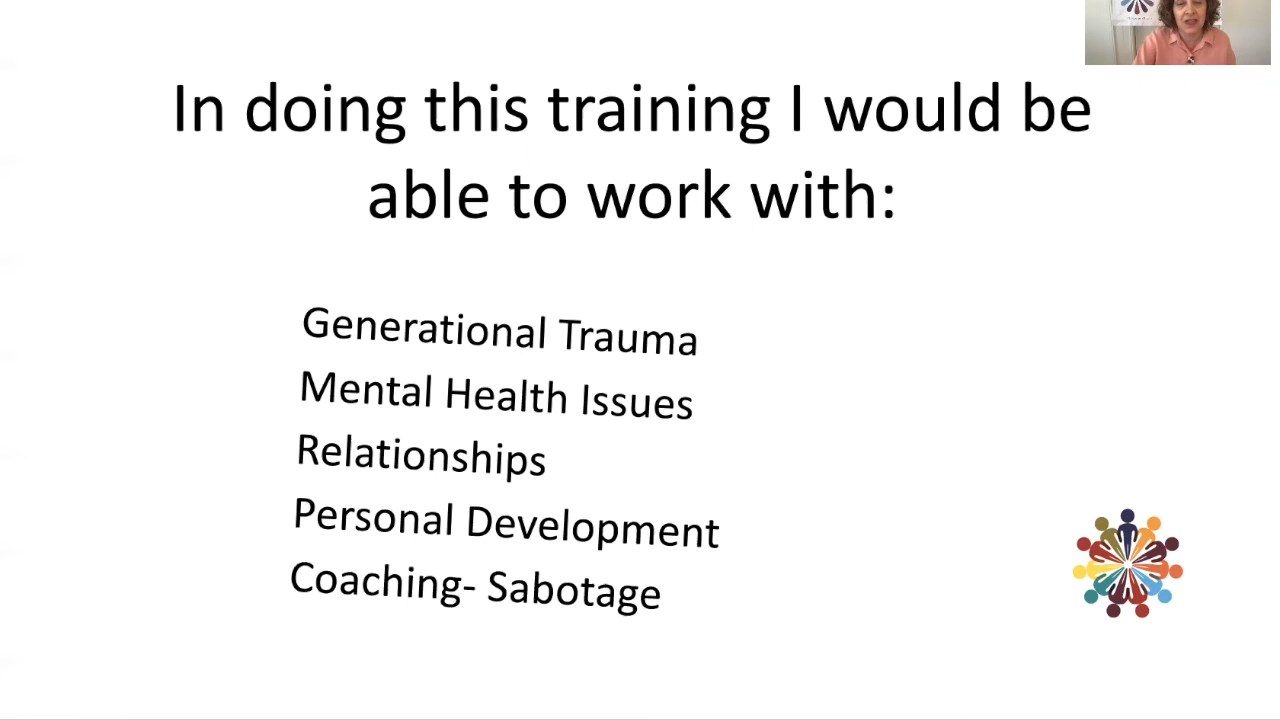 In doing this training I would be
able to work with:
Generational Trauma
Mental Health Issues
Relationships
Personal Development
Coaching- Sabotage